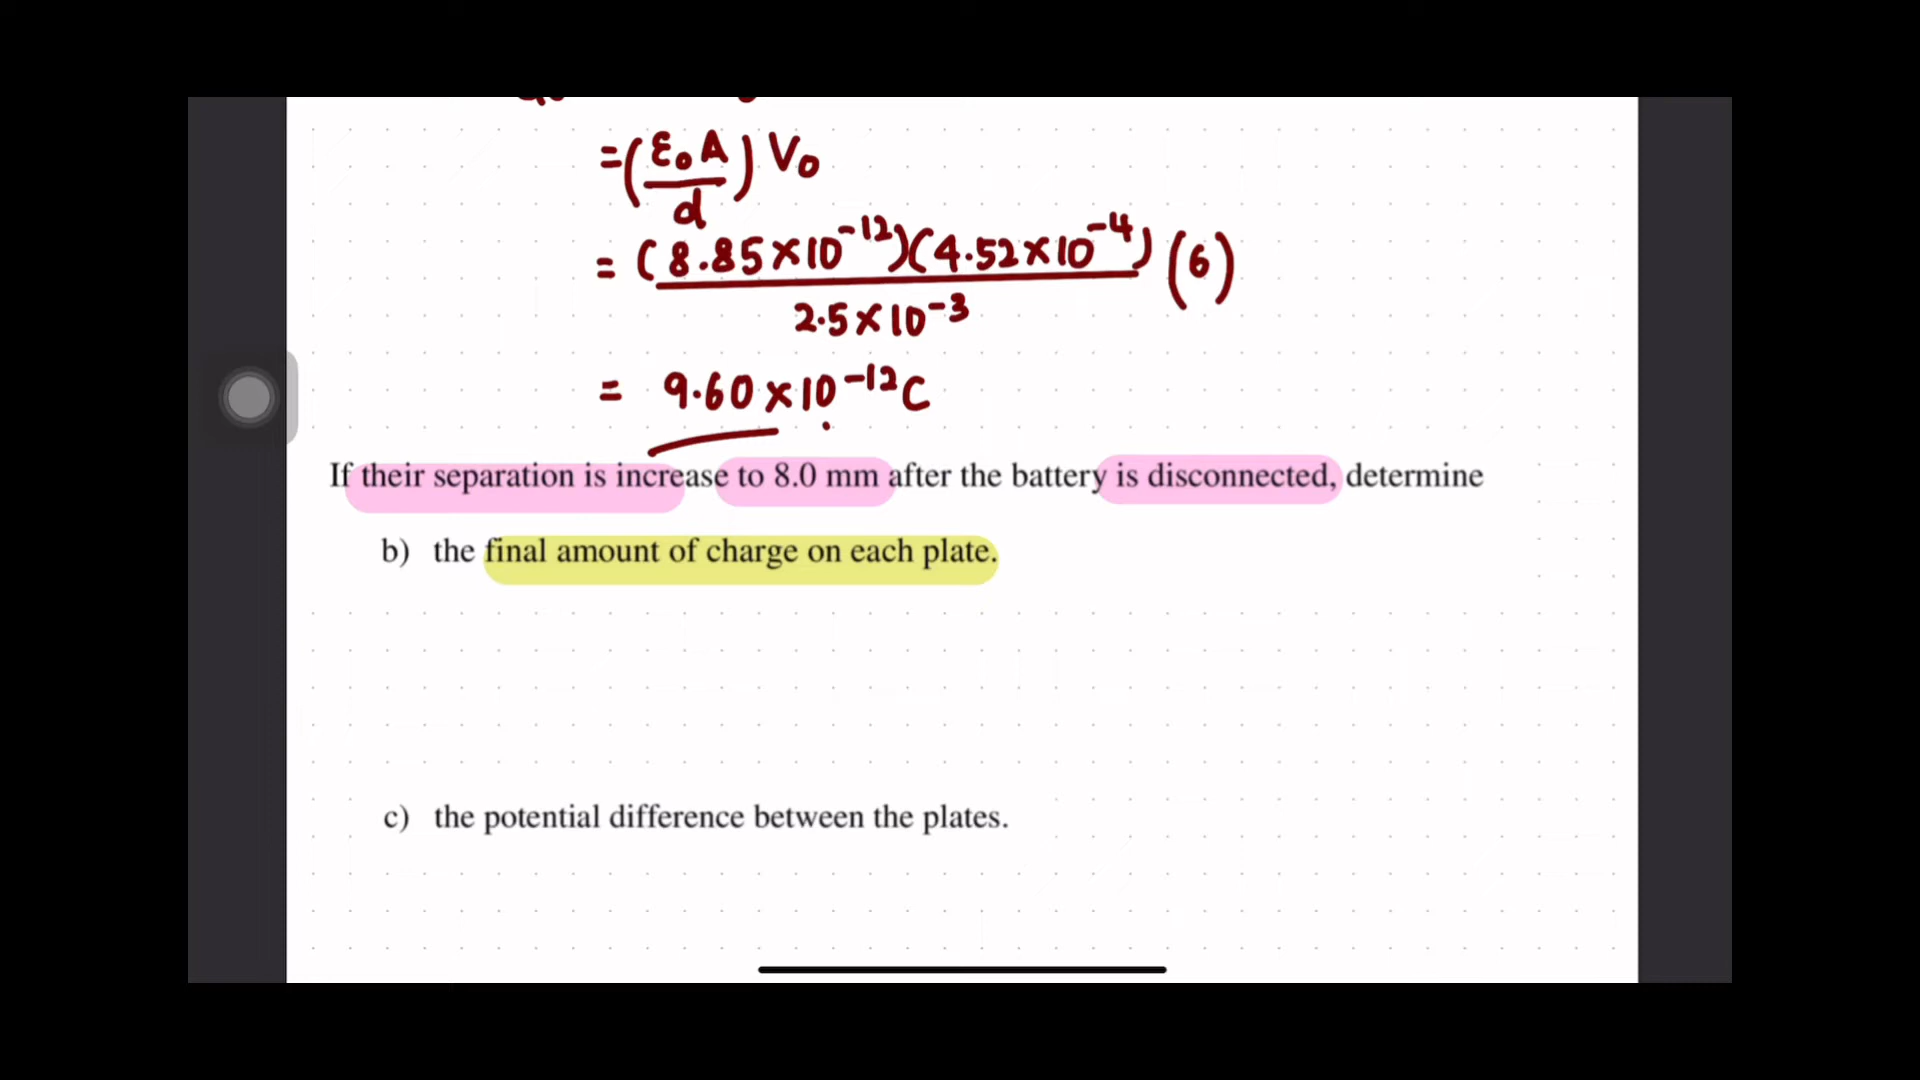 =(ε₀A/d) V₀
= (8.85×10⁻¹²)(4.52×10⁻⁴)/2.5×10⁻³ (6)
= 9.60×10⁻¹²C
If their separation is increase to 8.0 mm after the battery is disconnected, determine
b) the final amount of charge on each plate.
c) the potential difference between the plates.